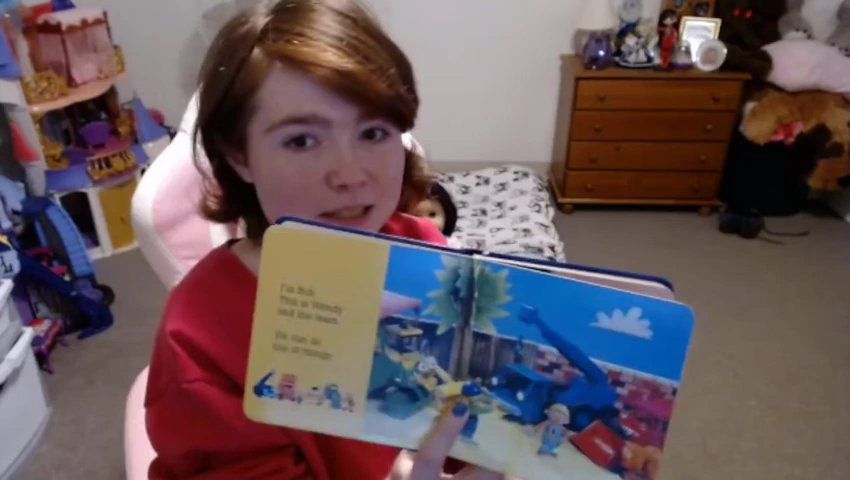 I'm Bob
This is Wendy
and the team.
We can do
lots of things!